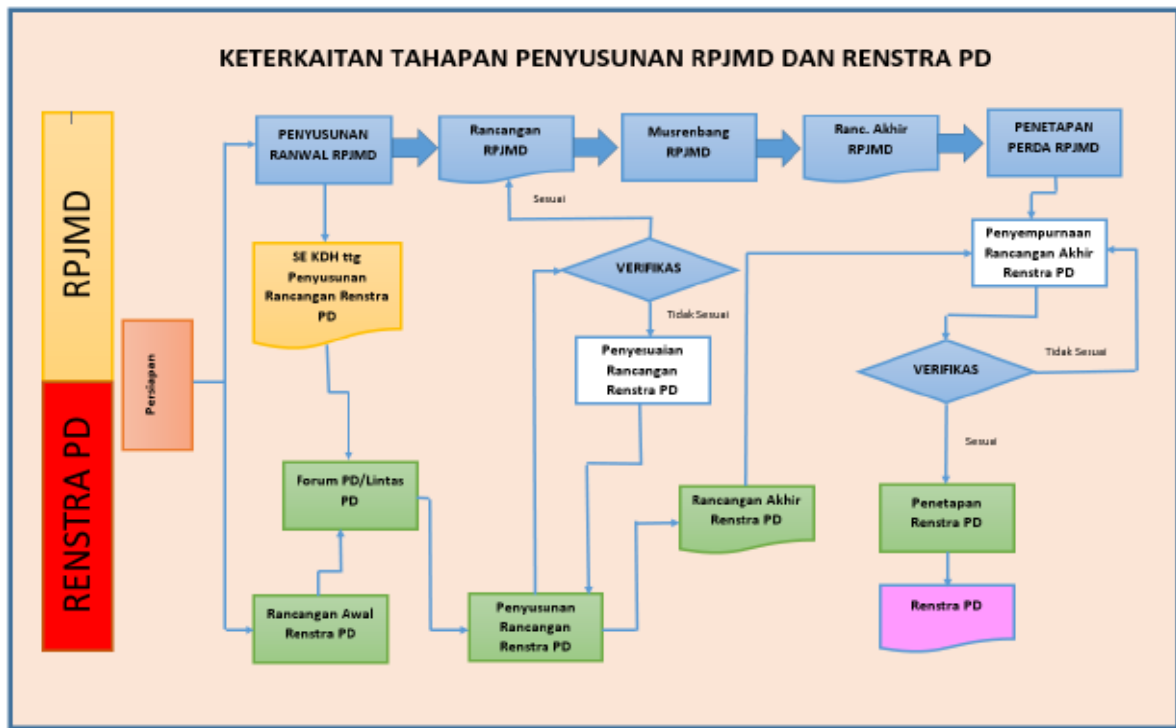 KETERKAITAN TAHAPAN PENYUSUNAN RPJMD DAN RENSTRA PD
RPJMD
RENSTRA PD
Persiapan
PENYUSUNAN
RANWAL RPJMD
Rancangan
RPJMD
Musrenbang
RPJMD
Ranc. Akhir
RPJMD
PENETAPAN
PERDA RPJMD
SE KDH ttg
Penyusunan
Rancangan Renstra
PD
Sesuai
VERIFIKAS
Tidak Sesuai
Penyesuaian
Rancangan
Renstra PD
Penyempurnaan
Rancangan Akhir
Renstra PD
VERIFIKAS
Tidak Sesuai
Sesuai
Forum PD/Lintas
PD
Rancangan Awal
Renstra PD
Penyusunan
Rancangan
Renstra PD
Rancangan Akhir
Renstra PD
Penetapan
Renstra PD
Renstra PD